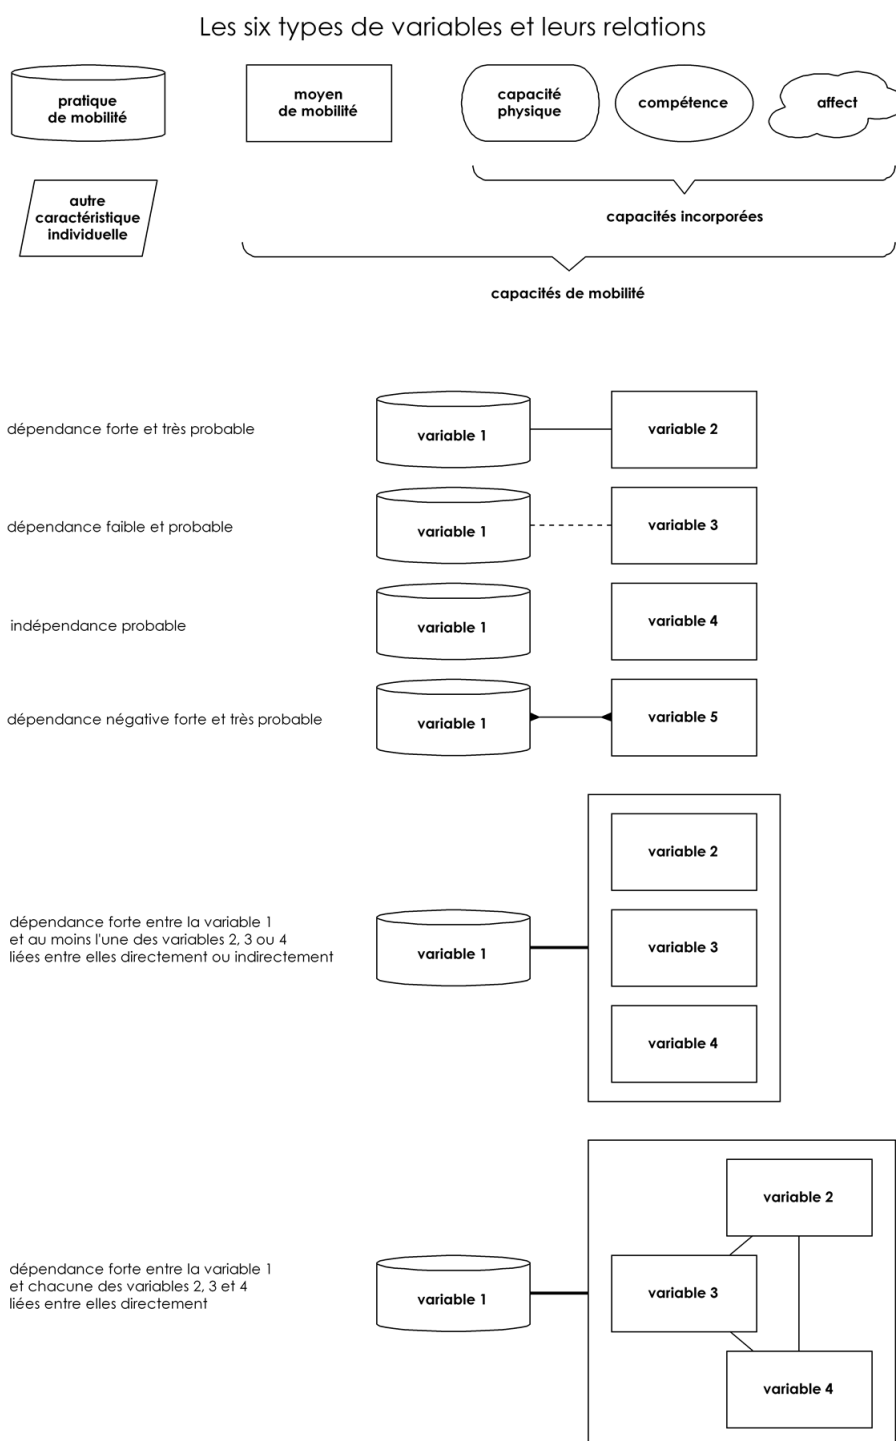 Les six types de variables et leurs relations
pratique
de mobilité
moyen
de mobilité
capacité
physique
compétence
affect
autre
caractéristique
individuelle
capacités incorporées
capacités de mobilité
dépendance forte et très probable
variable 1
variable 2
dépendance faible et probable
variable 1
variable 3
indépendance probable
variable 1
variable 4
dépendance négative forte et très probable
variable 1
variable 5
dépendance forte entre la variable 1
et au moins l'une des variables 2, 3 ou 4
liées entre elles directement ou indirectement
variable 1
variable 2
variable 3
variable 4
dépendance forte entre la variable 1
et chacune des variables 2, 3 et 4
liées entre elles directement
variable 1
variable 2
variable 3
variable 4